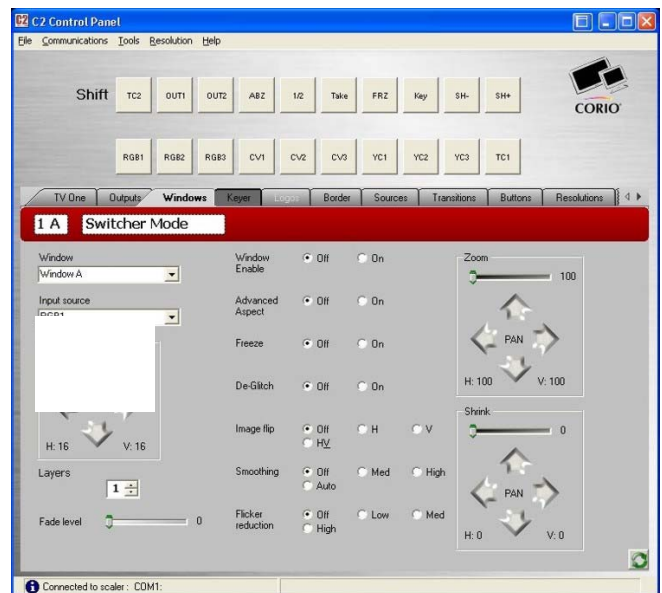 C2 C2 Control Panel
File Communications Tools Resolution Help
Shift TC2 OUT1 OUT2 ABZ 1/2 Take FRZ Key SH- SH+
CORIO
RGB1 RGB2 RGB3 CV1 CV2 CV3 YC1 YC2 YC3 TC1
TV One Outputs Windows Keyer Logos Border Sources Transitions Buttons Resolutions
1 A Switcher Mode
Window
Window A
Input source
RGB1
H: 16 V: 16
Layers
1
Fade level 0
Window Enable Off On
Advanced Aspect Off On
Freeze Off On
De-Glitch Off On
Image flip Off H V
HV
Smoothing Off Med High
Auto
Flicker reduction Off Low Med
High
Zoom
100
PAN
H: 100 V: 100
Shrink
0
PAN
H: 0 V: 0
Connected to scaler : COM1: